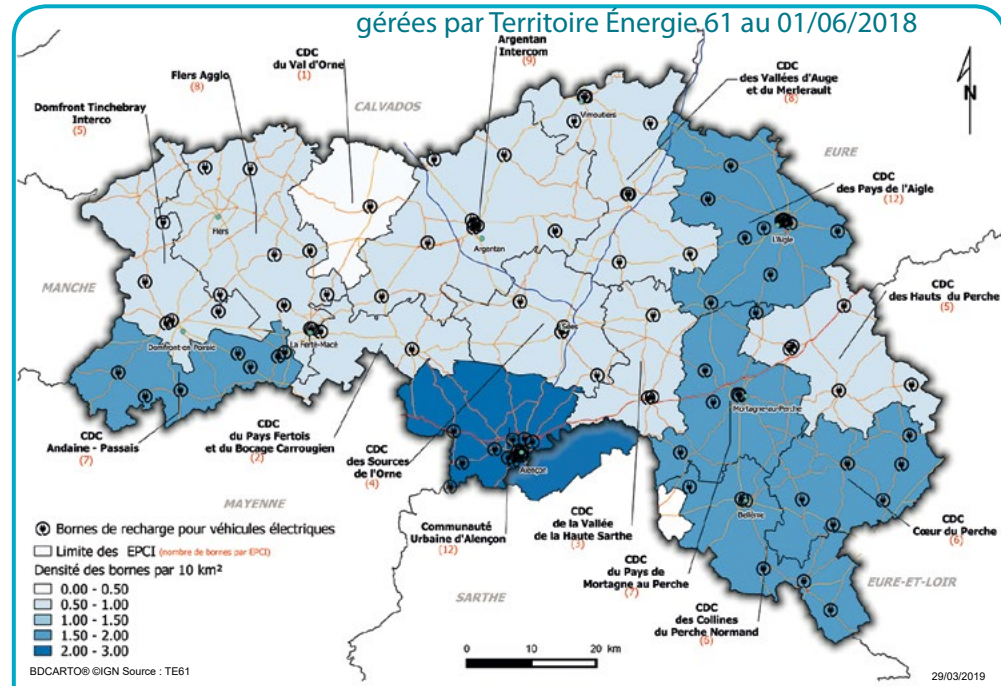 gérées par Territoire Énergie 61 au 01/06/2018
Argentan
Intercom
(9)
CDC
du Val d'Orne
(1)
CDC
des Vallées d'Auge
et du Merlerault
(8)
Flers Agglo
(8)
Domfront Tinchebray
Interco
(5)
CALVADOS
N
Vimoutiers
EURE
CDC
des Pays de l'Aigle
(12)
Flers
Argentan
L'Aigle
MANCHE
CDC
des Hauts du Perche
(5)
Sées
Domfront en Poiraie
La Ferté-Macé
Mortagne-au-Perche
CDC
Andaine - Passais
(7)
CDC
du Pays Fertois
et du Bocage Carrougien
(2)
CDC
des Sources
de l'Orne
(4)
Alençon
MAYENNE
Bellême
Communauté
Urbaine d'Alençon
(12)
CDC
de la Vallée
de la Haute Sarthe
(3)
CDC
Cœur du Perche
(6)
CDC
du Pays de
Mortagne au Perche
(7)
EURE-ET-LOIR
SARTHE
CDC
des Collines
du Perche Normand
(5)
Bornes de recharge pour véhicules électriques
Limite des EPCI (nombre de bornes par EPCI)
Densité des bornes par 10 km²
0.00 - 0.50
0.50 - 1.00
1.00 - 1.50
1.50 - 2.00
2.00 - 3.00
0 10 20 km
BDCARTO® ©IGN Source : TE61
29/03/2019